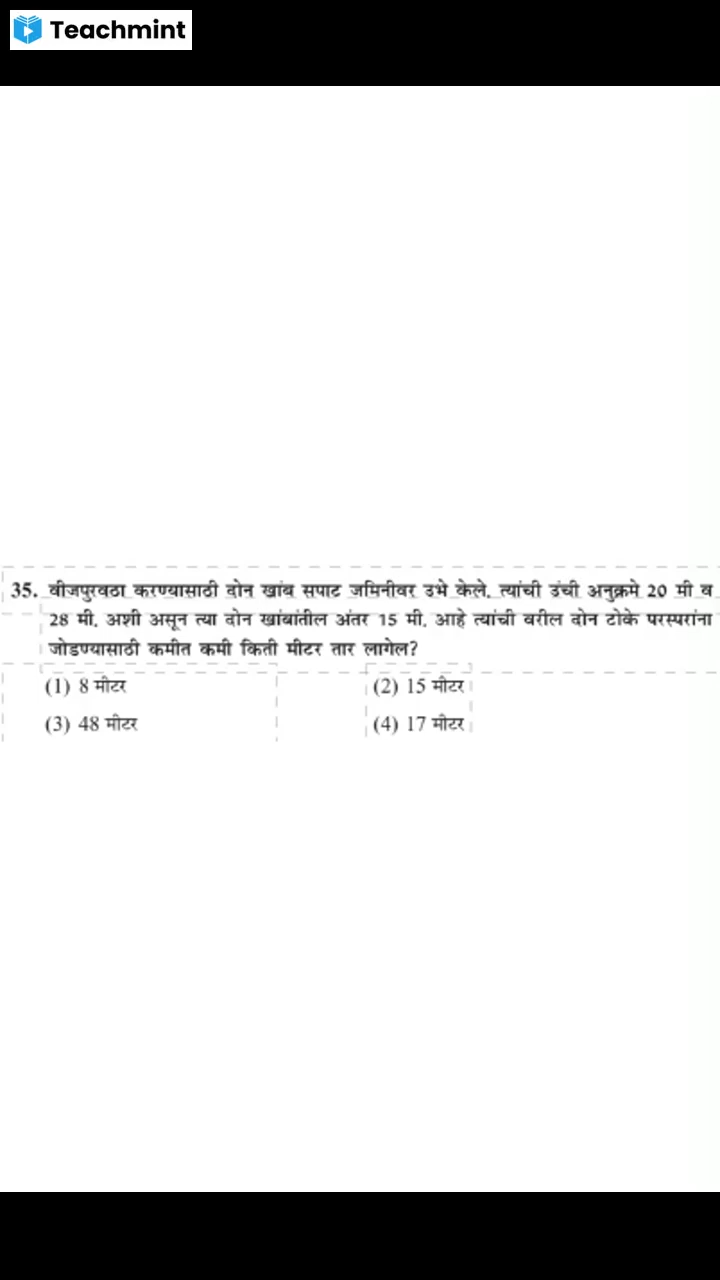 Teachmint
35. वीजपुरवठा करण्यासाठी दोन खांब सपाट जमिनीवर उभे केले. त्यांची उंची अनुक्रमे 20 मी व
28 मी. अशी असून त्या दोन खांबांतील अंतर 15 मी. आहे त्यांची वरील दोन टोके परस्परांना
जोडण्यासाठी कमीत कमी किती मीटर तार लागेल?
(1) 8 मीटर (2) 15 मीटर
(3) 48 मीटर (4) 17 मीटर